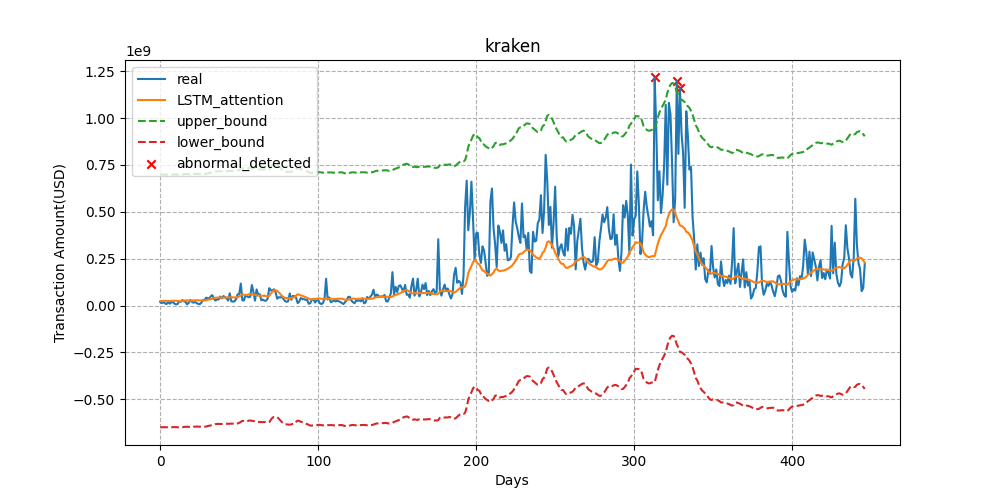 kraken
1e9
1.25
1.00
0.75
0.50
0.25
0.00
−0.25
−0.50
Transaction Amount(USD)
real
LSTM_attention
upper_bound
lower_bound
abnormal_detected
0 100 200 300 400
Days